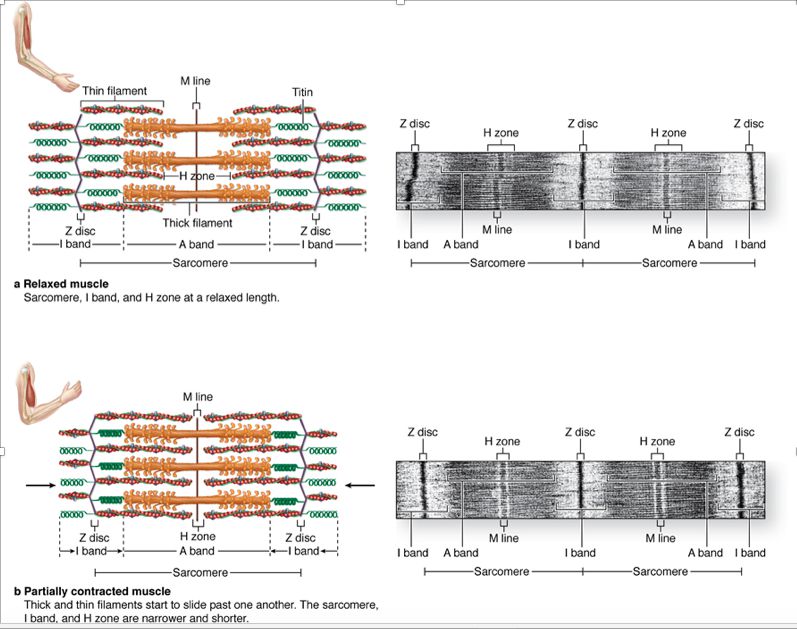 Thin filament
M line
Titin
H zone
Thick filament
Z disc
Z disc
I band
A band
I band
Sarcomere
Z disc
Z disc
Z disc
H zone
H zone
M line
M line
I band
A band
I band
A band
I band
Sarcomere
Sarcomere
a Relaxed muscle
Sarcomere, I band, and H zone at a relaxed length.
M line
Z disc
H zone
Z disc
I band
A band
I band
Sarcomere
Z disc
Z disc
Z disc
H zone
H zone
M line
M line
I band
A band
I band
A band
I band
Sarcomere
Sarcomere
b Partially contracted muscle
Thick and thin filaments start to slide past one another. The sarcomere,
I band, and H zone are narrower and shorter.